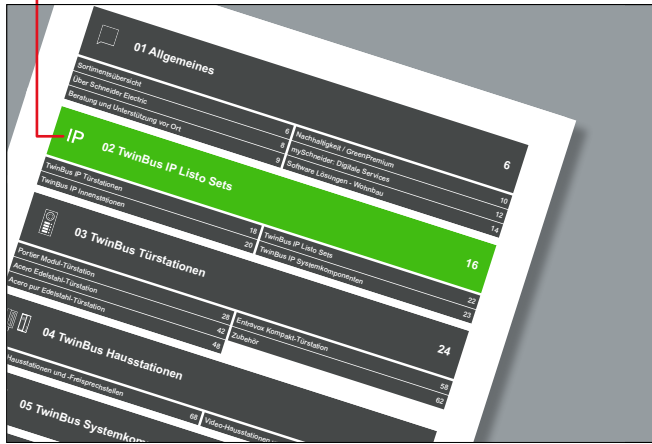 01 Allgemeines
6
Sortimentsübersicht 6
Über Schneider Electric 8
Beratung und Unterstützung vor Ort 9
Nachhaltigkeit / GreenPremium 10
mySchneider: Digitale Services 12
Software Lösungen - Wohnbau 14
IP
02 TwinBus IP Listo Sets
16
TwinBus IP Türstationen 18
TwinBus IP Innenstationen 20
TwinBus IP Listo Sets 22
TwinBus IP Systemkomponenten 23
03 TwinBus Türstationen
24
Portier Modul-Türstation 28
Acero Edelstahl-Türstation 42
Acero pur Edelstahl-Türstation 48
Entravox Kompakt-Türstation 58
Zubehör 62
04 TwinBus Hausstationen
Hausstationen und -Freisprechstellen 68
Video-Hausstationen
05 TwinBus Systemkom